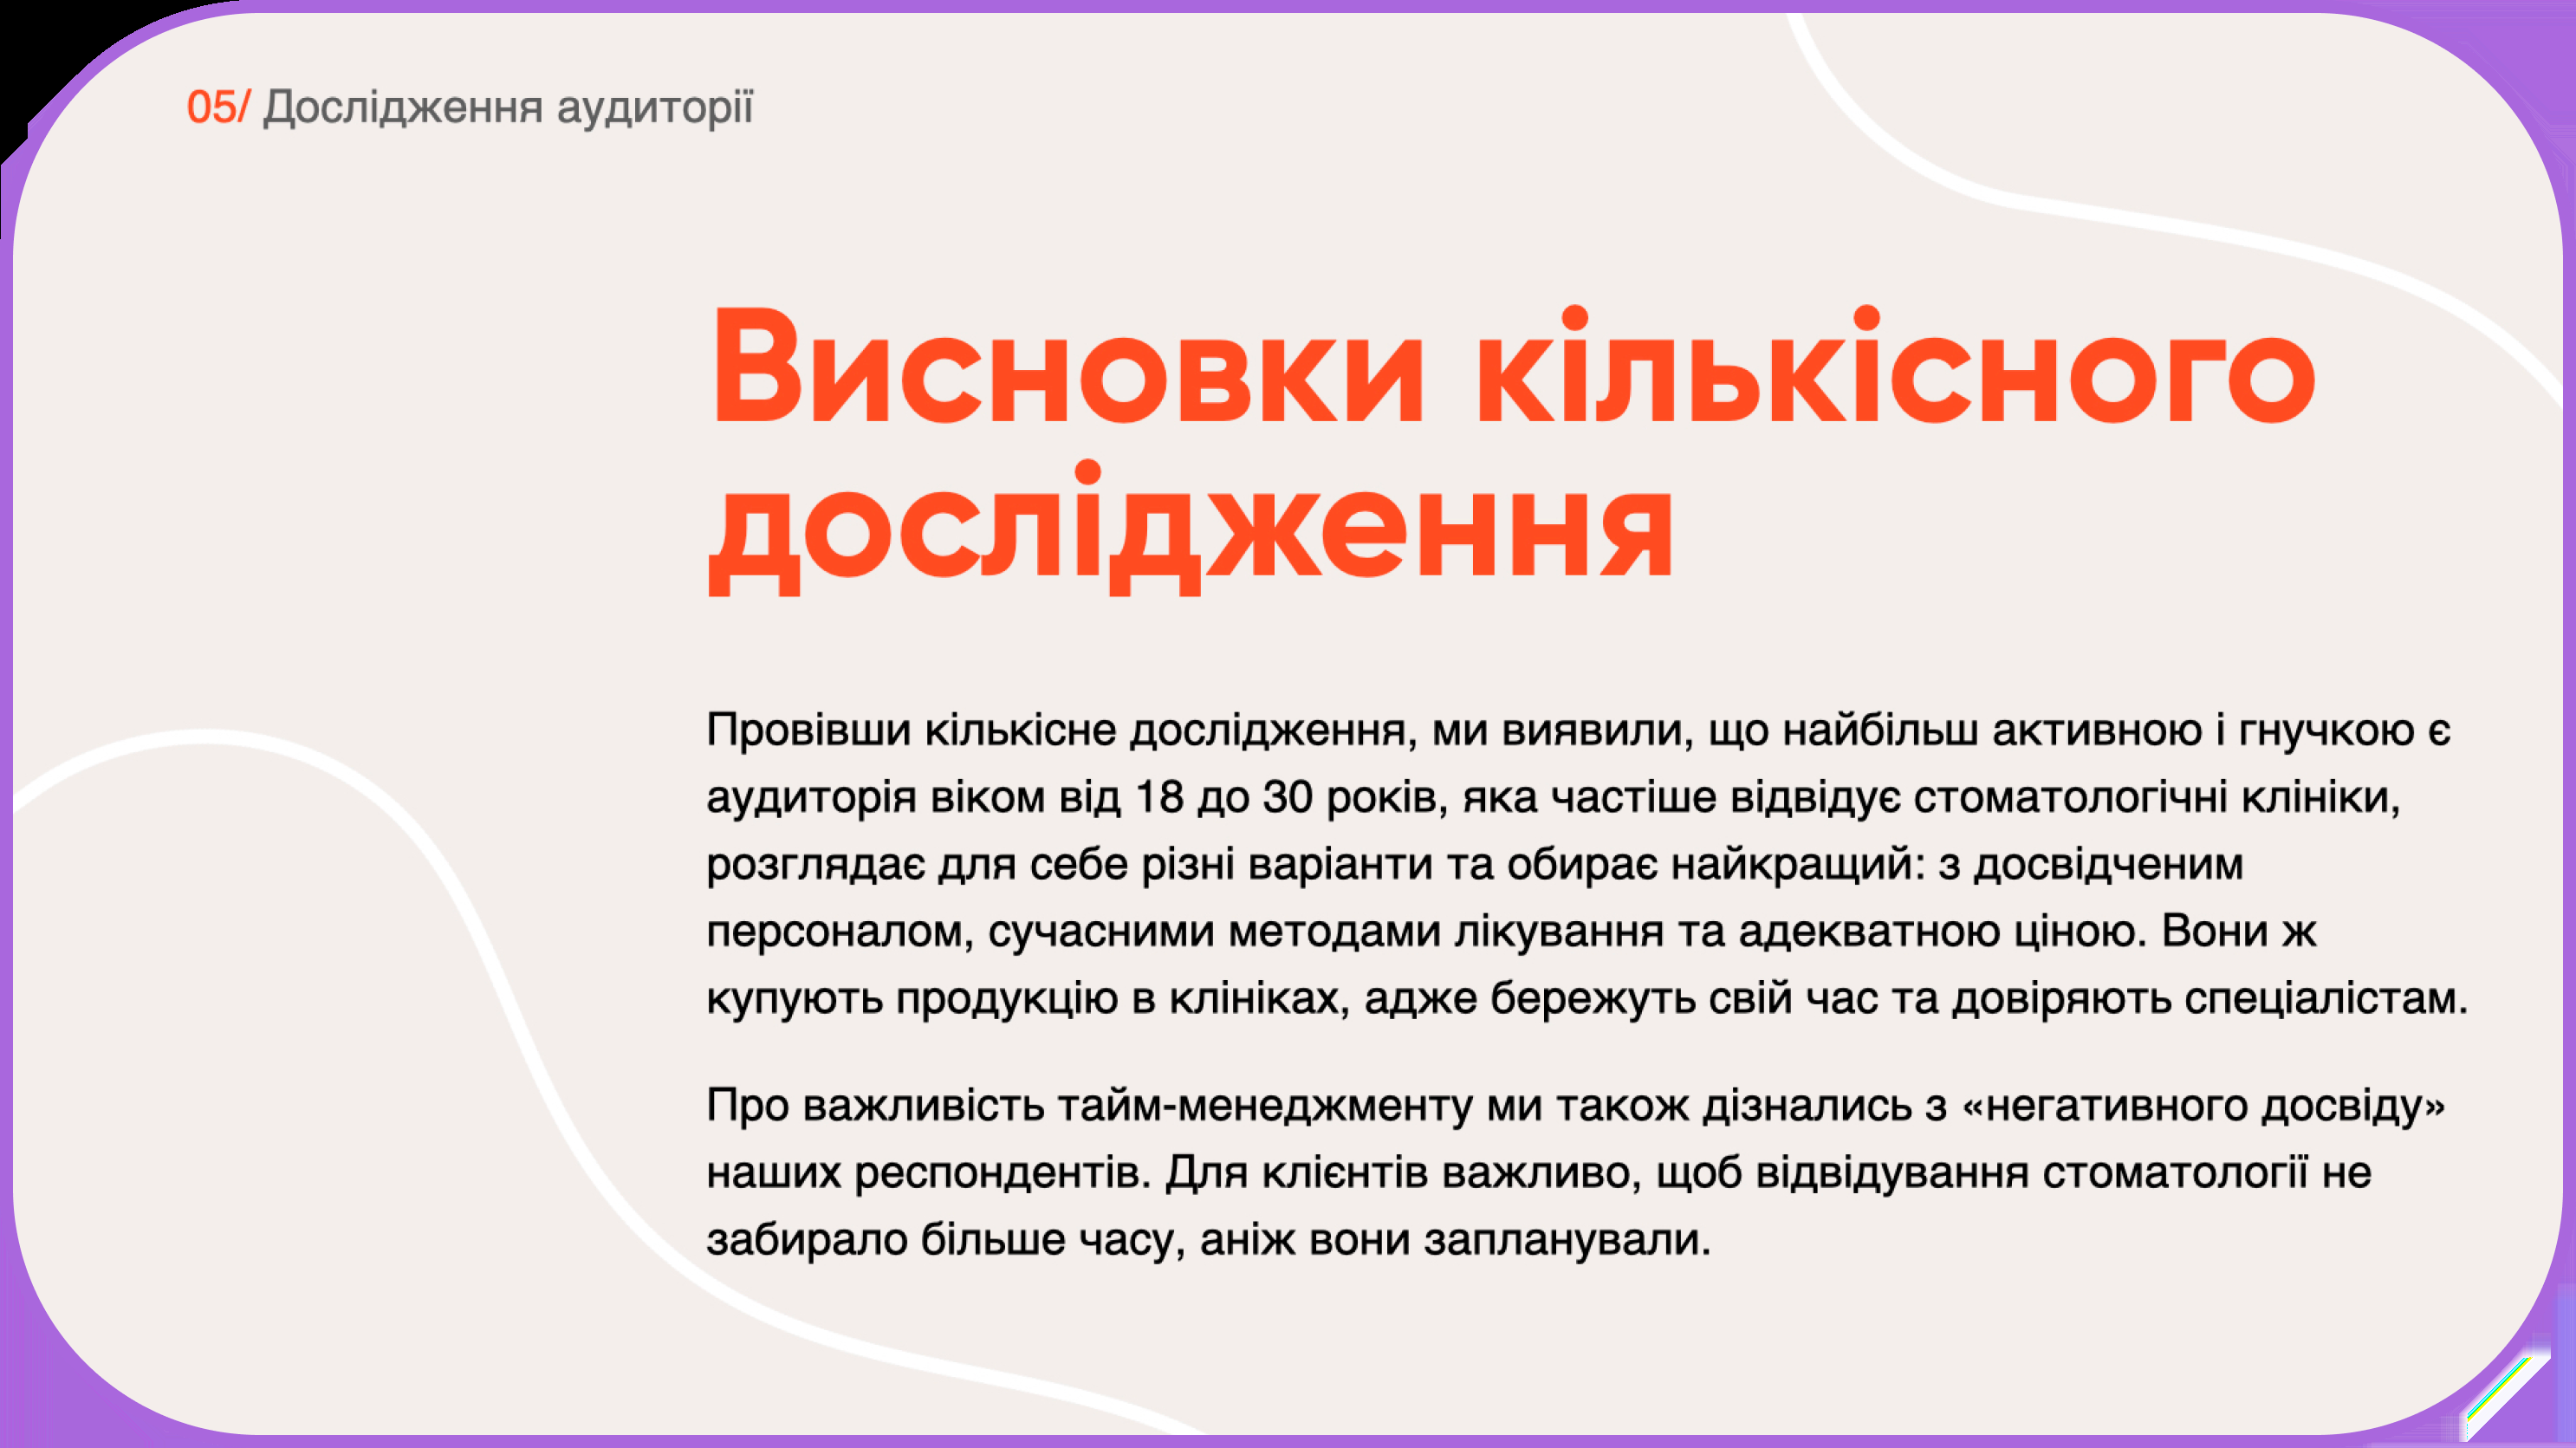 05/ Дослідження аудиторії
Висновки кількісного
дослідження
Провівши кількісне дослідження, ми виявили, що найбільш активною і гнучкою є
аудиторія віком від 18 до 30 років, яка частіше відвідує стоматологічні клініки,
розглядає для себе різні варіанти та обирає найкращий: з досвідченим
персоналом, сучасними методами лікування та адекватною ціною. Вони ж
купують продукцію в клініках, адже бережуть свій час та довіряють спеціалістам.
Про важливість тайм-менеджменту ми також дізнались з «негативного досвіду»
наших респондентів. Для клієнтів важливо, щоб відвідування стоматології не
забирало більше часу, аніж вони запланували.